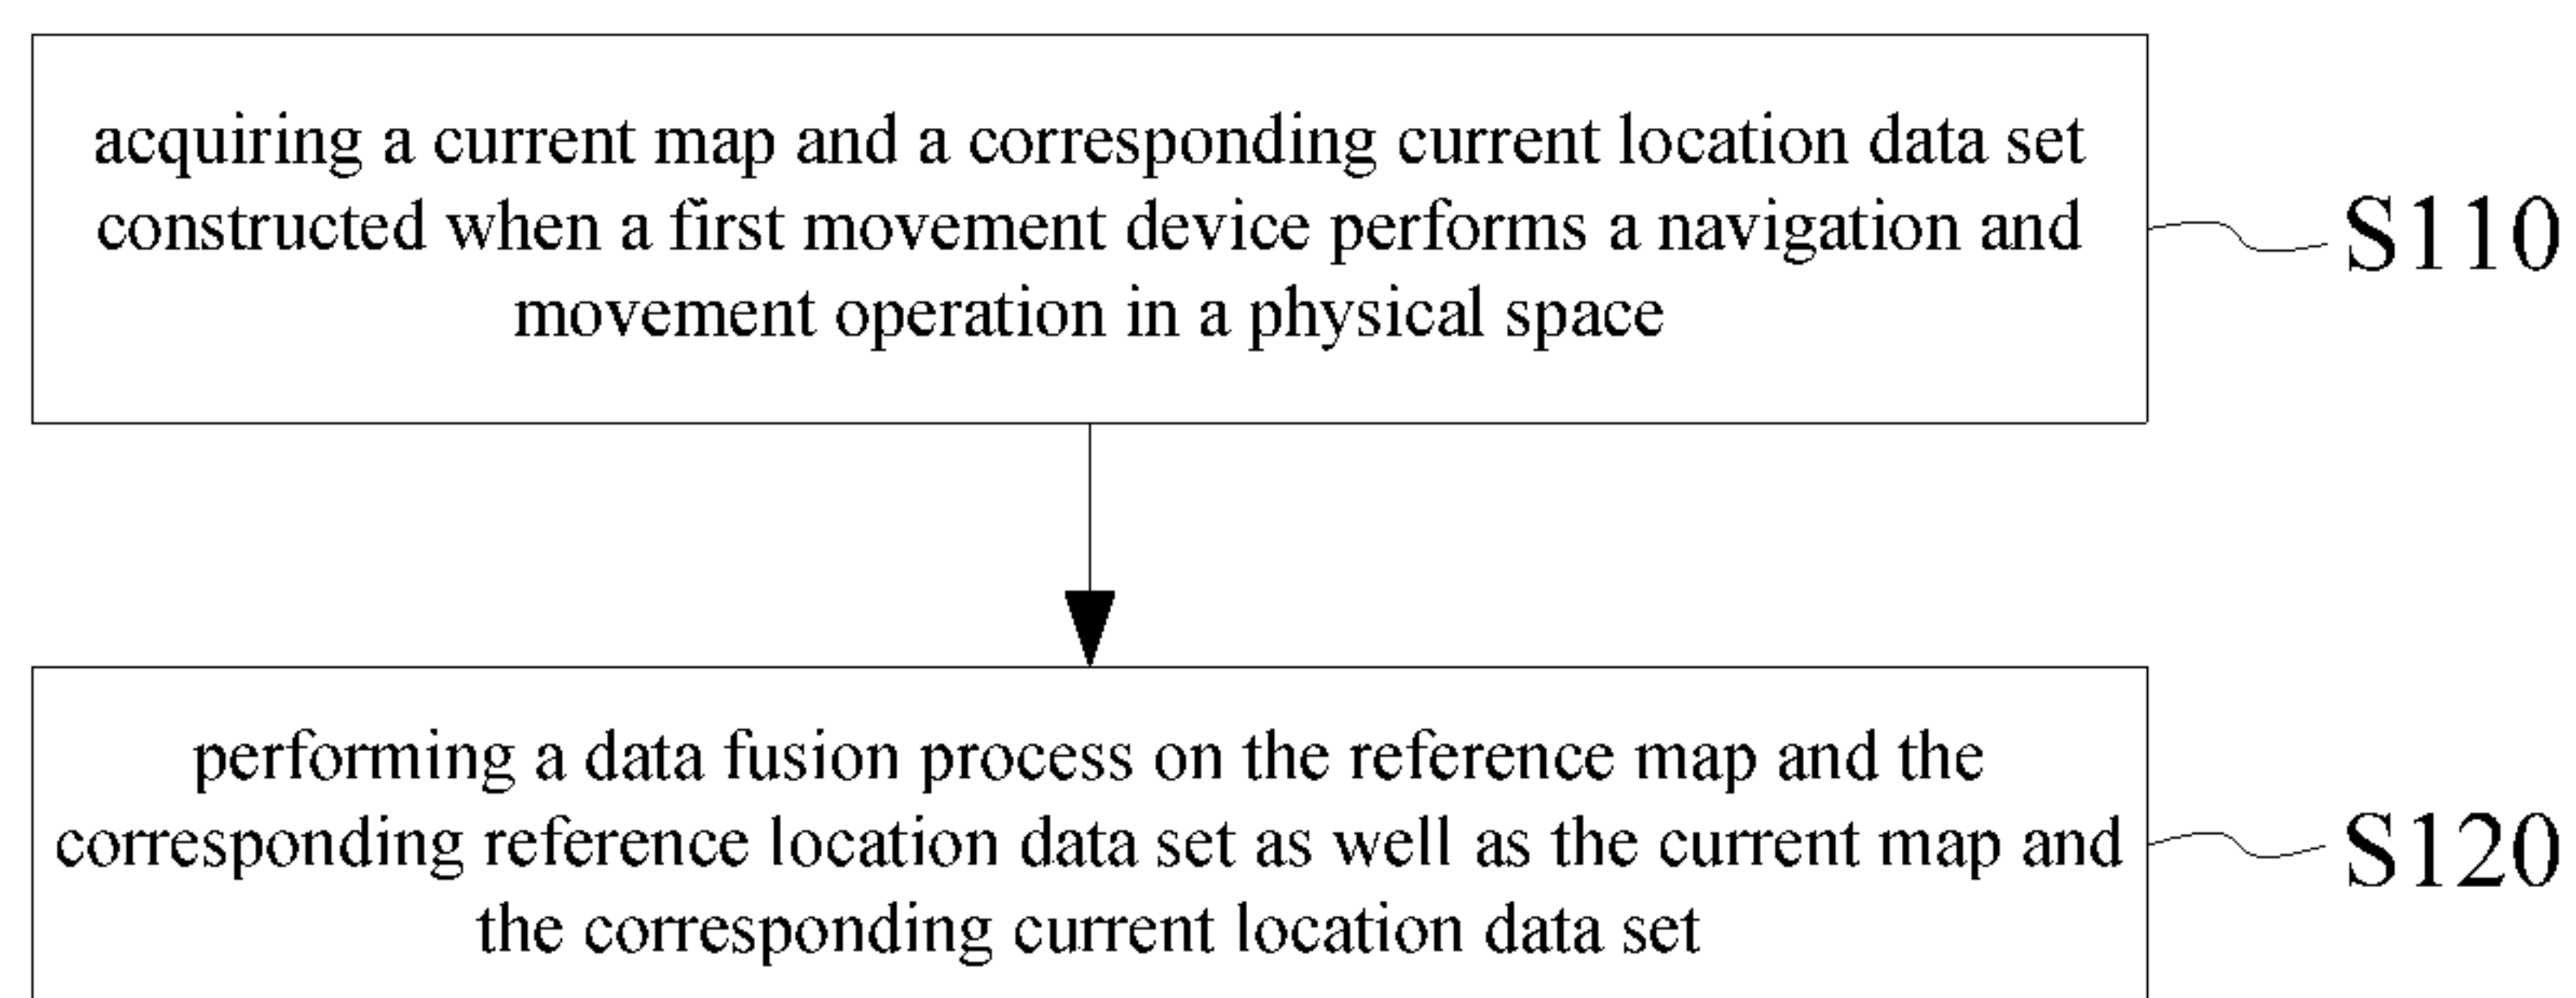 acquiring a current map and a corresponding current location data set
constructed when a first movement device performs a navigation and
movement operation in a physical space
S110
performing a data fusion process on the reference map and the
corresponding reference location data set as well as the current map and
the corresponding current location data set
S120